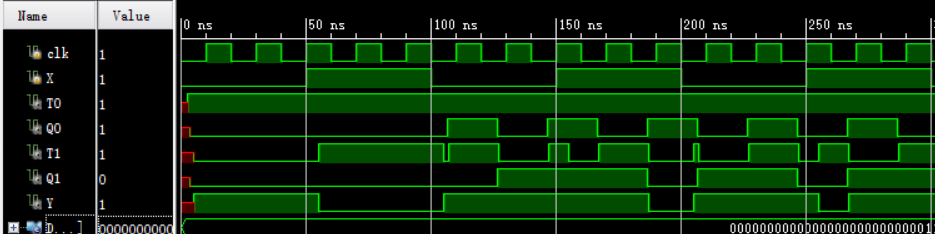 Name Value
0 ns 50 ns 100 ns 150 ns 200 ns 250 ns
clk 1
X 1
T0 1
Q0 1
T1 1
Q1 0
Y 1
D...] 0000000000 00000000000000000000000000000001